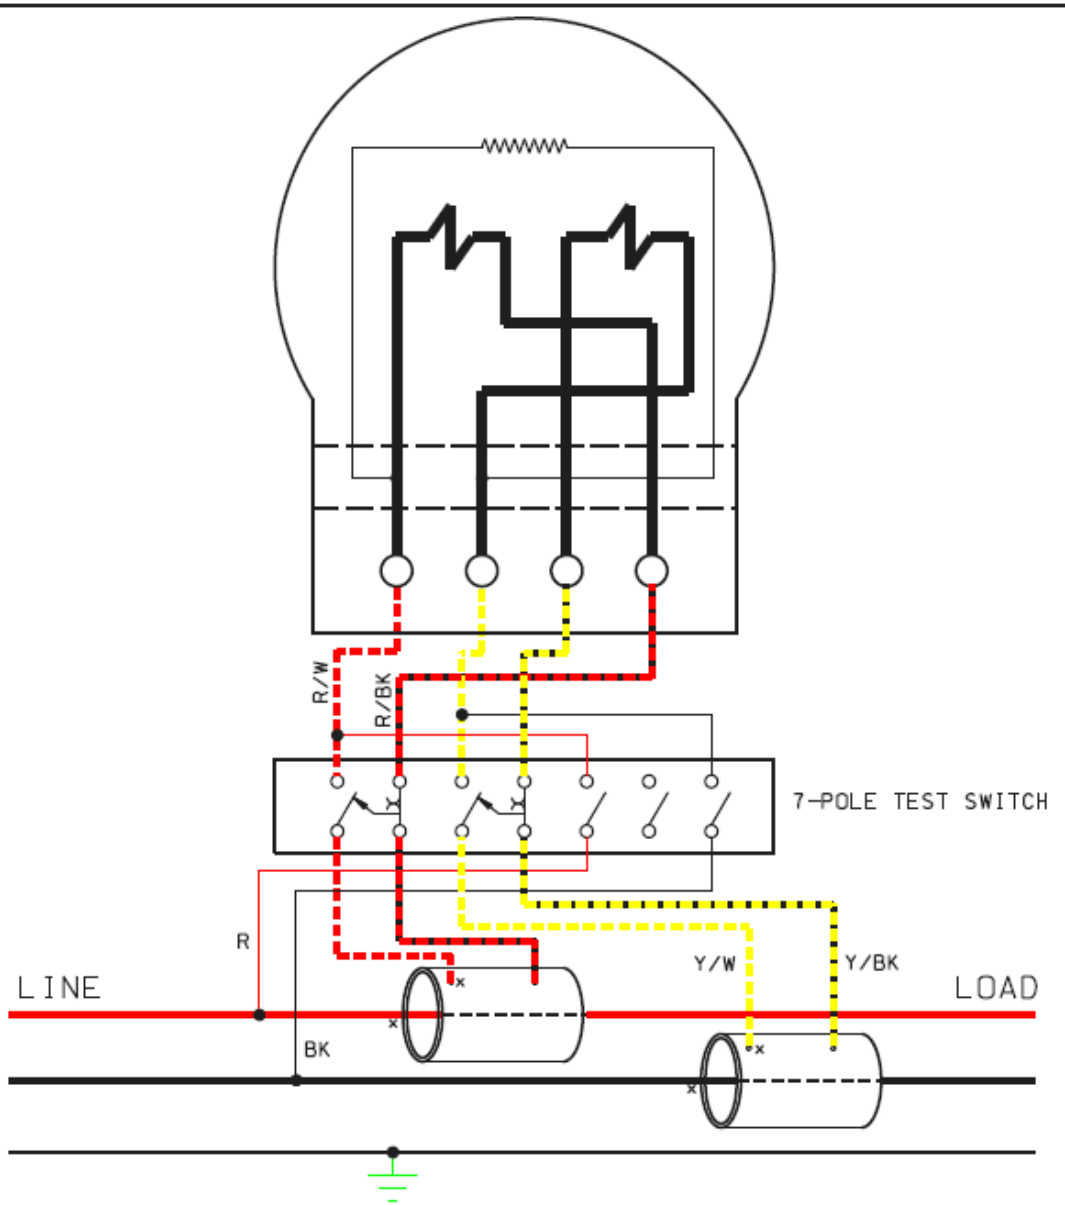 R/W
R/BK
7-POLE TEST SWITCH
R
Y/W
Y/BK
LINE
LOAD
x
x
BK
x
x